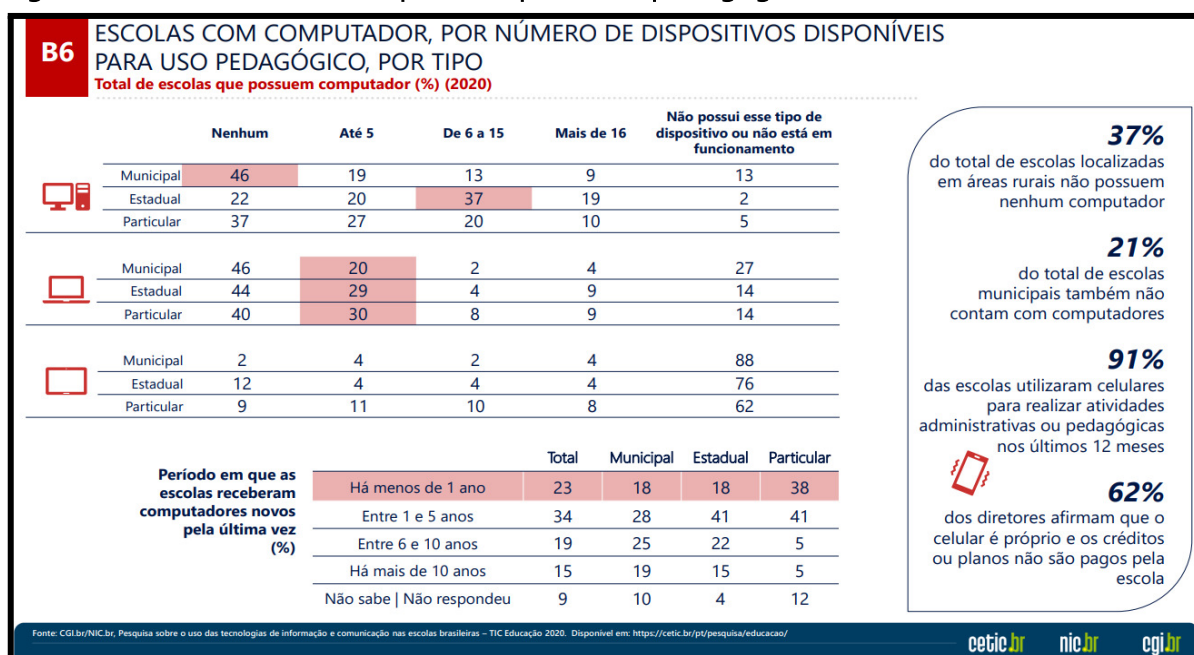 B6
ESCOLAS COM COMPUTADOR, POR NÚMERO DE DISPOSITIVOS DISPONÍVEIS
PARA USO PEDAGÓGICO, POR TIPO
Total de escolas que possuem computador (%) (2020)
Nenhum Até 5 De 6 a 15 Mais de 16 Não possui esse tipo de
dispositivo ou não está em
funcionamento
Municipal 46 19 13 9 13
Estadual 22 20 37 19 2
Particular 37 27 20 10 5
Municipal 46 20 2 4 27
Estadual 44 29 4 9 14
Particular 40 30 8 9 14
Municipal 2 4 2 4 88
Estadual 12 4 4 4 76
Particular 9 11 10 8 62
Período em que as
escolas receberam
computadores novos
pela última vez
(%)
Total Municipal Estadual Particular
Há menos de 1 ano 23 18 18 38
Entre 1 e 5 anos 34 28 41 41
Entre 6 e 10 anos 19 25 22 5
Há mais de 10 anos 15 19 15 5
Não sabe | Não respondeu 9 10 4 12
37%
do total de escolas localizadas
em áreas rurais não possuem
nenhum computador
21%
do total de escolas
municipais também não
contam com computadores
91%
das escolas utilizaram celulares
para realizar atividades
administrativas ou pedagógicas
nos últimos 12 meses
62%
dos diretores afirmam que o
celular é próprio e os créditos
ou planos não são pagos pela
escola
Fonte: CGI.br/NIC.br, Pesquisa sobre o uso das tecnologias de informação e comunicação nas escolas brasileiras – TIC Educação 2020. Disponível em: https://cetic.br/pt/pesquisa/educacao/
cetic.br nic.br cgi.br